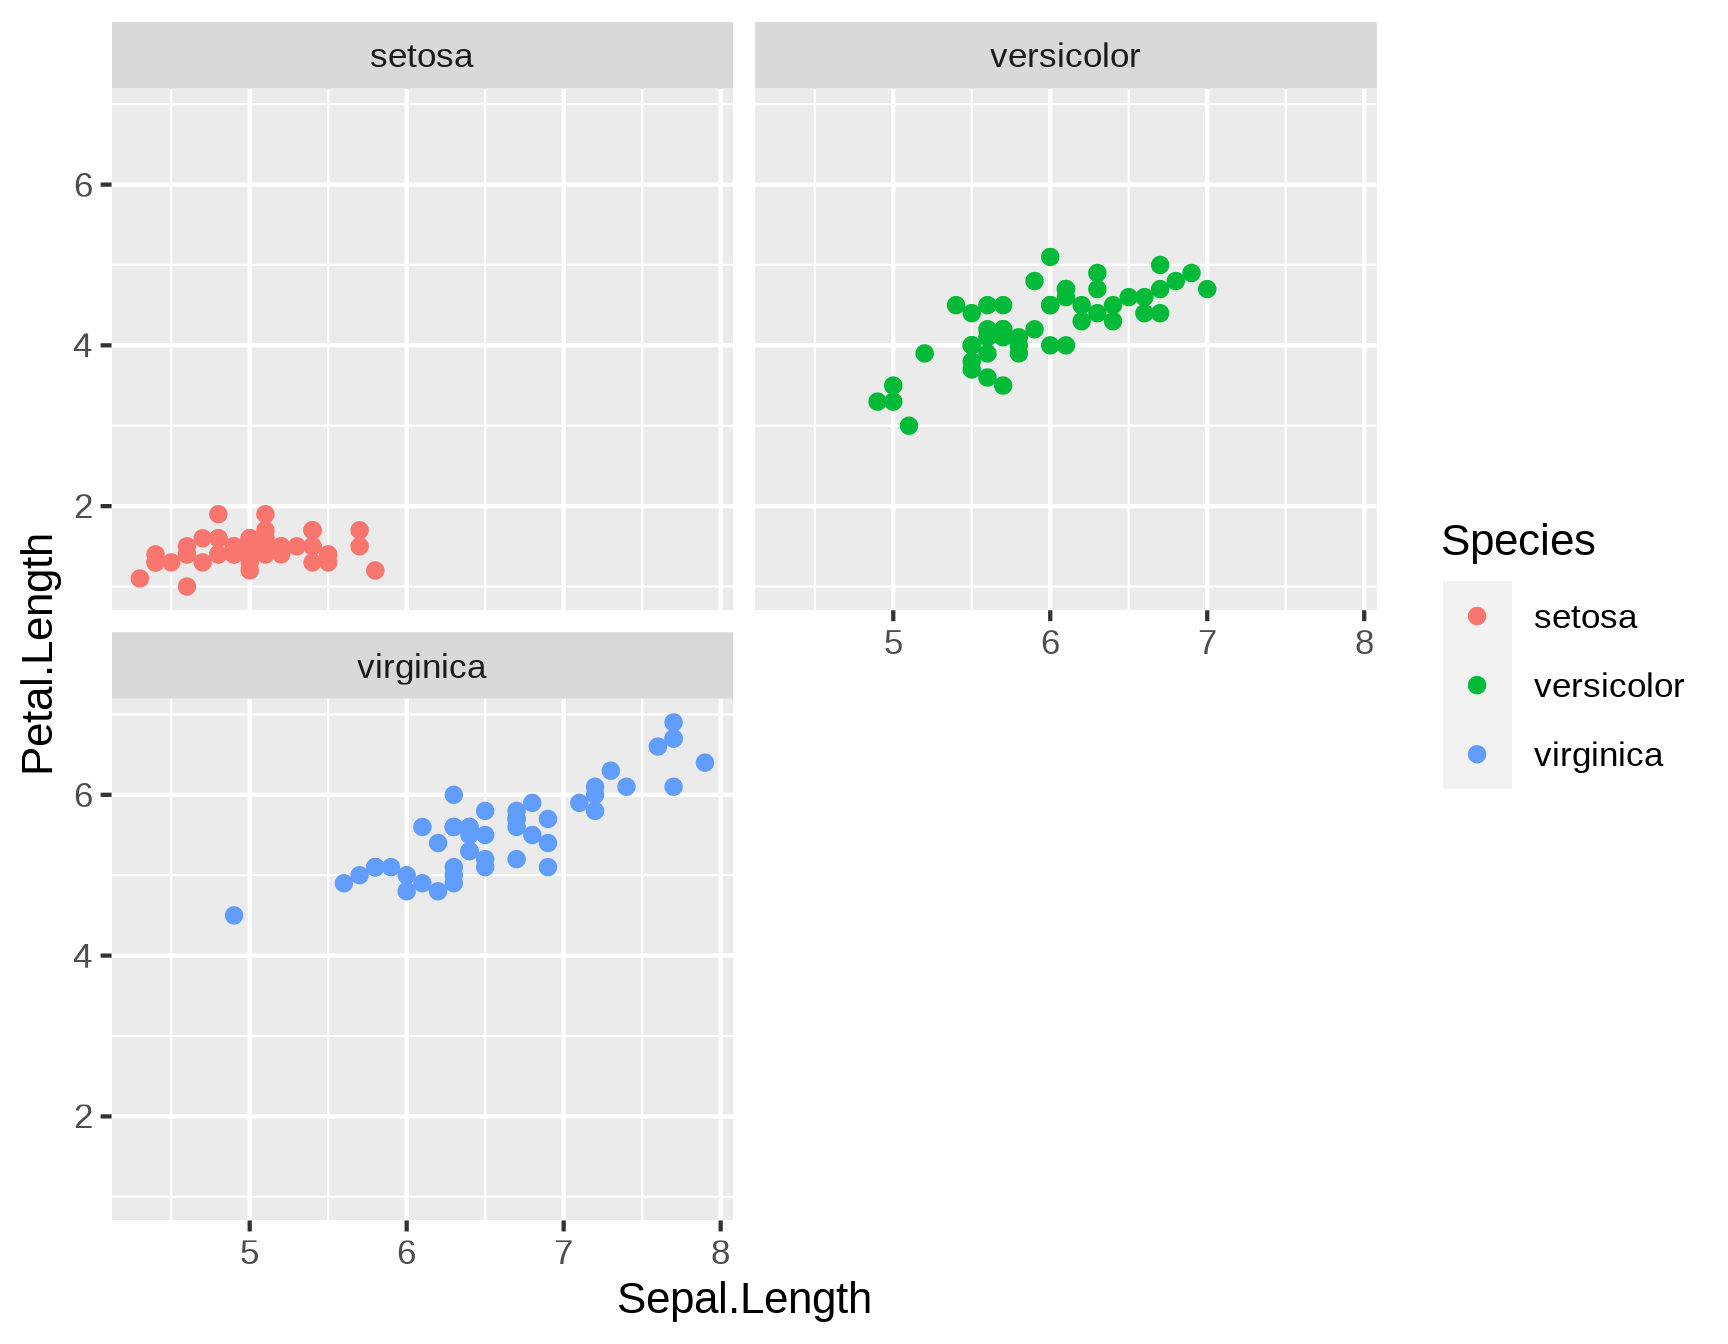 setosa
versicolor
6
4
2
5 6 7 8
virginica
6
4
2
5 6 7 8
Petal.Length
Sepal.Length
Species
setosa
versicolor
virginica